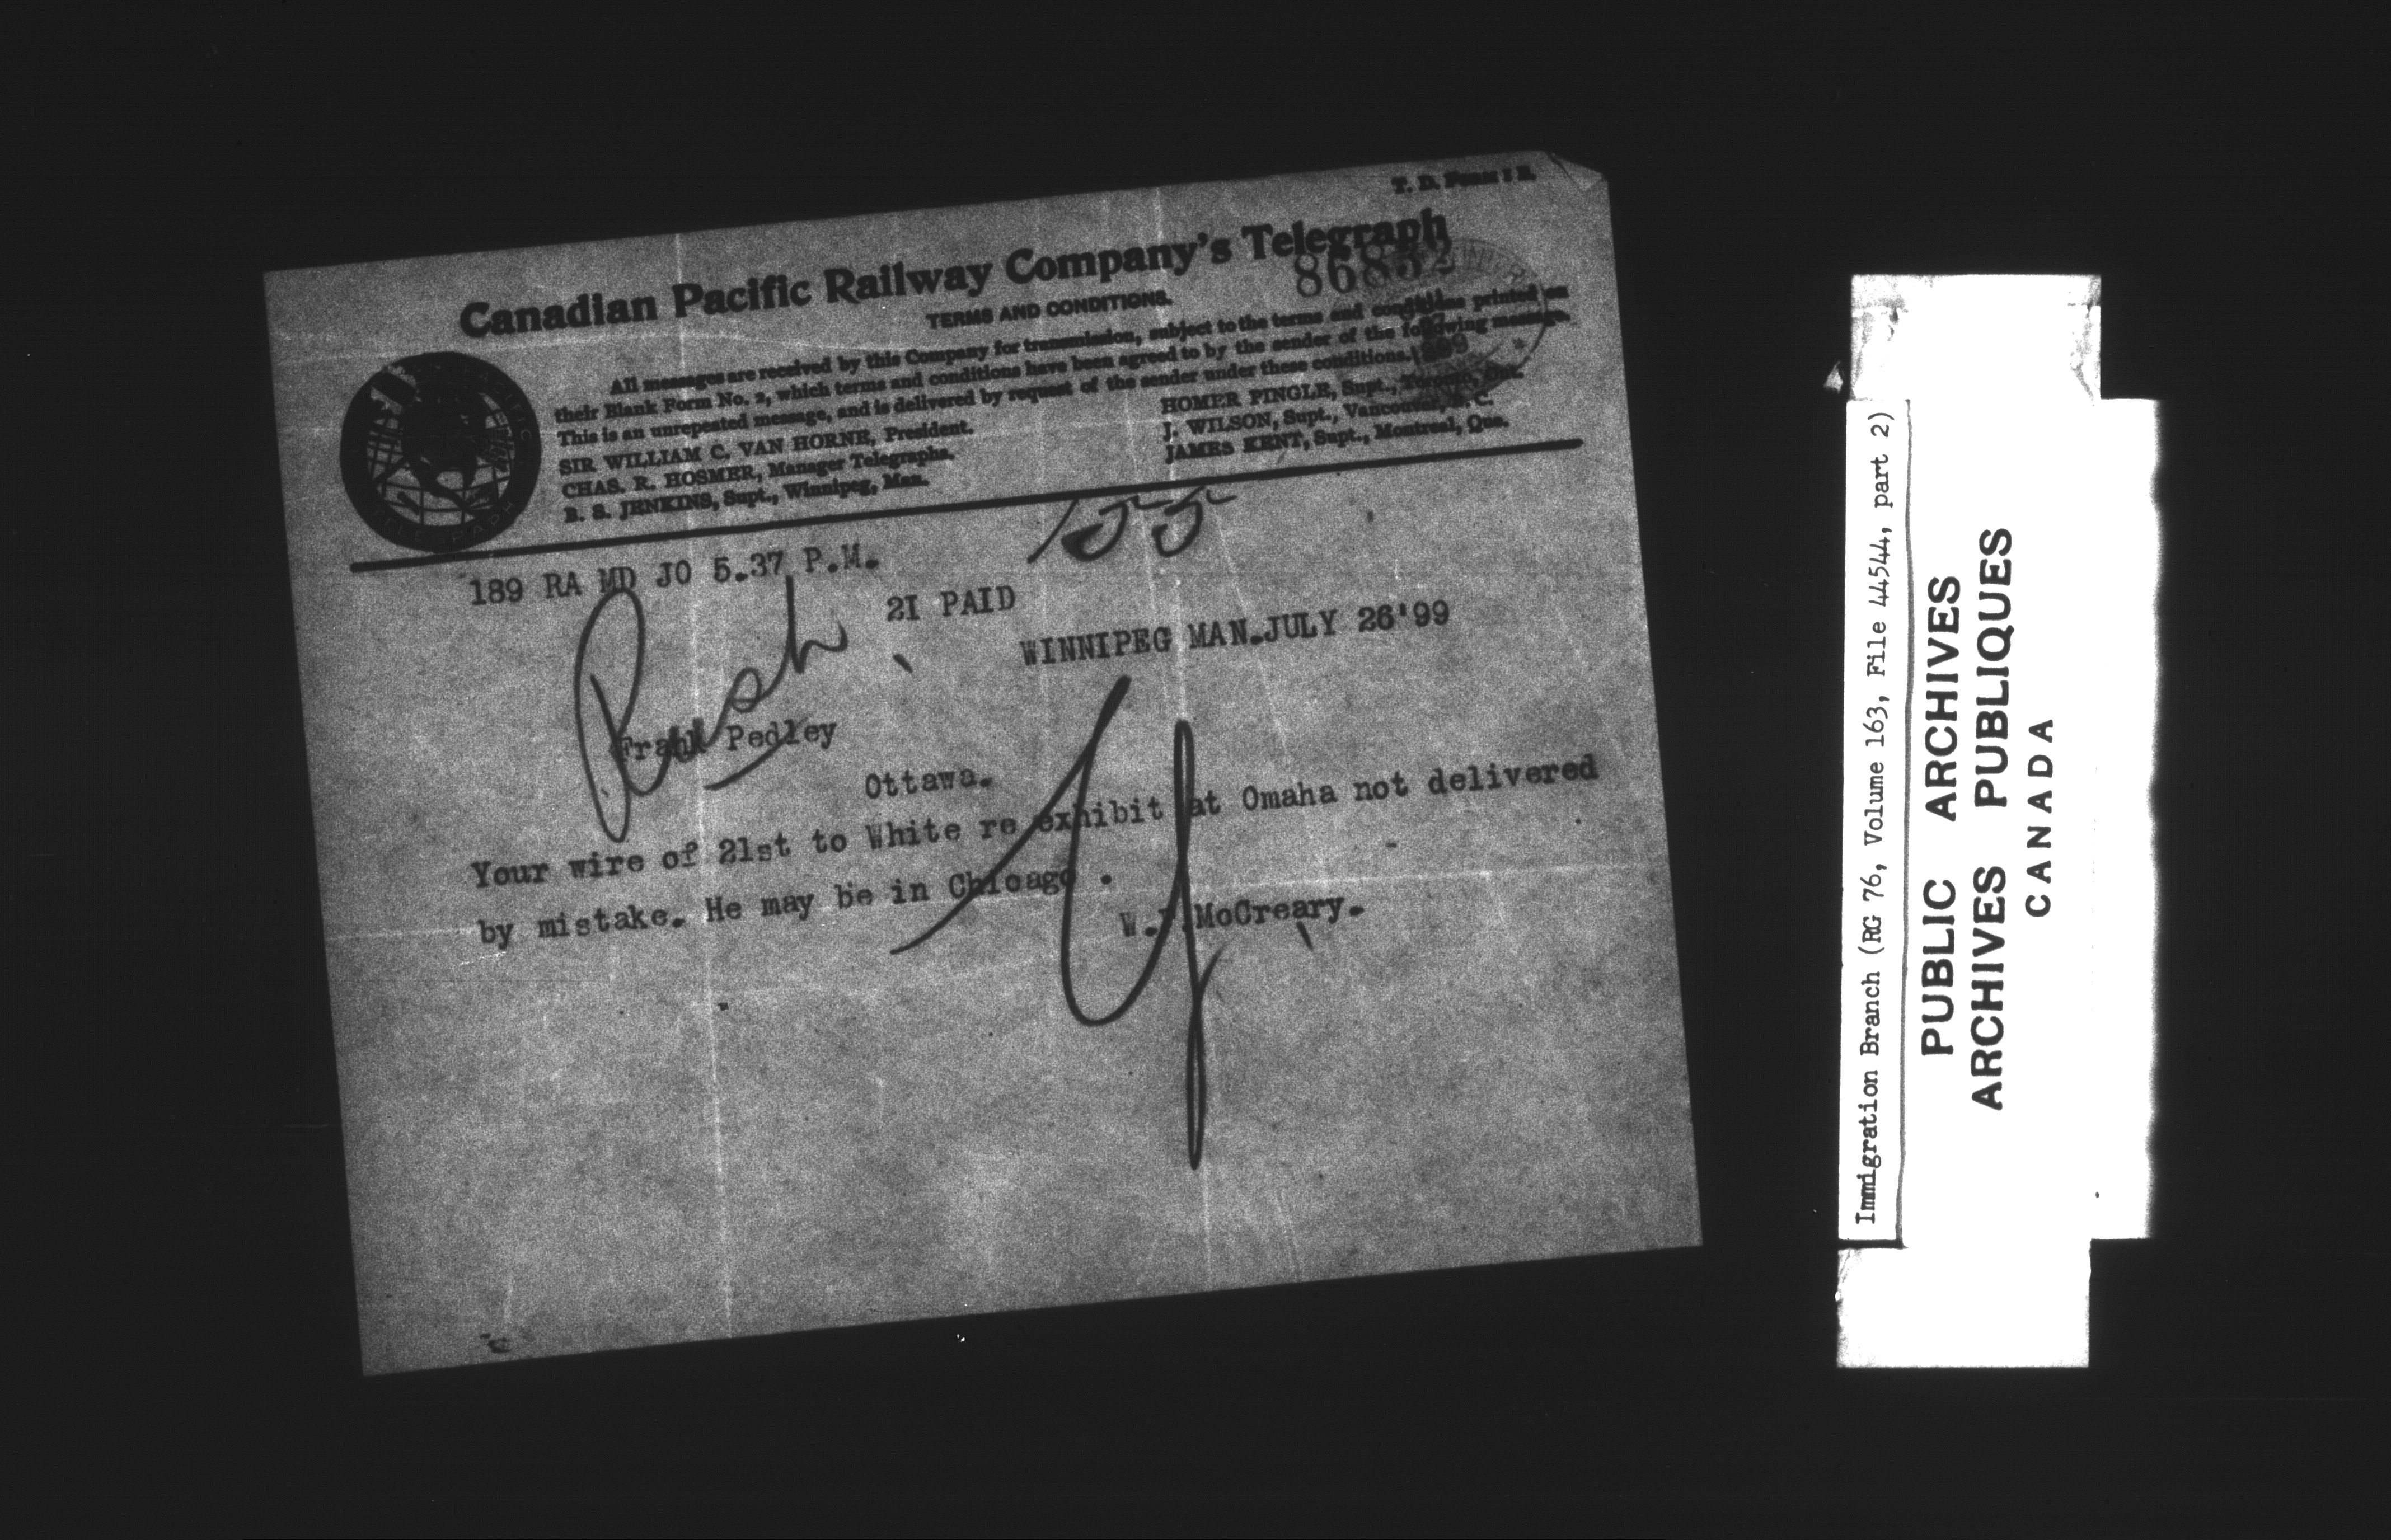 T. D. Form 1 R.
Canadian Pacific Railway Company's Telegraph
86832
TERMS AND CONDITIONS.
All messages are received by this Company for transmission, subject to the terms and conditions printed on
their Blank Form No. 2, which terms and conditions have been agreed to by the sender of the following message.
This is an unrepeated message, and is delivered by request of the sender under these conditions.
SIR WILLIAM C. VAN HORNE, President.
CHAS. R. HOSMER, Manager Telegraphs.
B. S. JENKINS, Supt., Winnipeg, Man.
HOMER PINGLE, Supt., Toronto, Ont.
J. WILSON, Supt., Vancouver, B. C.
JAMES KENT, Supt., Montreal, Que.
189 RA MD JO 5.37 P.M.
2I PAID
WINNIPEG MAN.JULY 26'99
Rush
Frank Pedley
Ottawa.
Your wire of 21st to White re exhibit at Omaha not delivered
by mistake. He may be in Chicago .
W. McCreary.
Immigration Branch (RG 76, Volume 163, File 44544, part 2)
PUBLIC ARCHIVES
ARCHIVES PUBLIQUES
CANADA